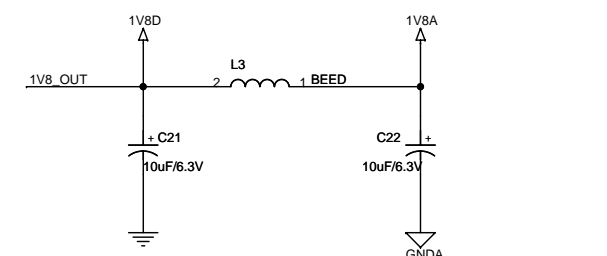 1V8D
1V8A
L3
1V8_OUT
2
1 BEED
+ C21
C22 +
10uF/6.3V
10uF/6.3V
GNDA